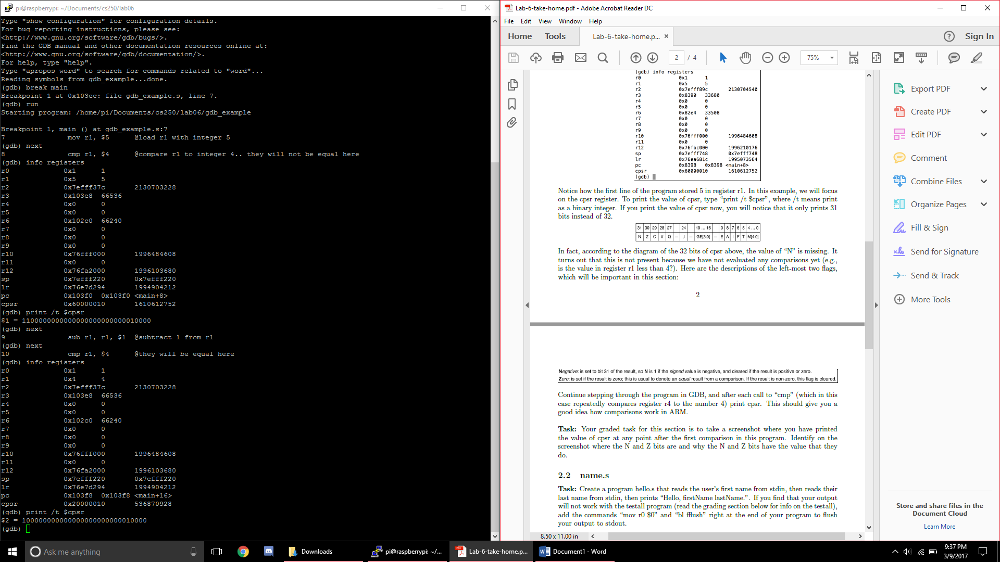 pi@raspberrypi: ~/Documents/cs250/lab06
Type "show configuration" for configuration details.
For bug reporting instructions, please see:
<http://www.gnu.org/software/gdb/bugs/>.
Find the GDB manual and other documentation resources online at:
<http://www.gnu.org/software/gdb/documentation/>.
For help, type "help".
Type "apropos word" to search for commands related to "word"...
Reading symbols from gdb_example...done.
(gdb) break main
Breakpoint 1 at 0x103ec: file gdb_example.s, line 7.
(gdb) run
Starting program: /home/pi/Documents/cs250/lab06/gdb_example
Breakpoint 1, main () at gdb_example.s:7
7 mov r1, $5 @load r1 with integer 5
(gdb) next
8 cmp r1, $4 @compare r1 to integer 4.. they will not be equal here
(gdb) info registers
r0 0x1 1
r1 0x5 5
r2 0x7efff37c 2130703228
r3 0x103e8 66536
r4 0x0 0
r5 0x0 0
r6 0x102c0 66240
r7 0x0 0
r8 0x0 0
r9 0x0 0
r10 0x76fff000 1996484608
r11 0x0 0
r12 0x76fa2000 1996103680
sp 0x7efff220 0x7efff220
lr 0x76e7d294 1994904212
pc 0x103f0 0x103f0 <main+8>
cpsr 0x60000010 1610612752
(gdb) print /t $cpsr
$1 = 1100000000000000000000000010000
(gdb) next
9 sub r1, r1, $1 @subtract 1 from r1
(gdb) next
10 cmp r1, $4 @they will be equal here
(gdb) info registers
r0 0x1 1
r1 0x4 4
r2 0x7efff37c 2130703228
r3 0x103e8 66536
r4 0x0 0
r5 0x0 0
r6 0x102c0 66240
r7 0x0 0
r8 0x0 0
r9 0x0 0
r10 0x76fff000 1996484608
r11 0x0 0
r12 0x76fa2000 1996103680
sp 0x7efff220 0x7efff220
lr 0x76e7d294 1994904212
pc 0x103f8 0x103f8 <main+16>
cpsr 0x20000010 536870928
(gdb) print /t $cpsr
$2 = 100000000000000000000000010000
(gdb)
Lab-6-take-home.pdf - Adobe Acrobat Reader DC
File Edit View Window Help
Home Tools Lab-6-take-home.p... × Sign In
2 / 4 75%
(gdb) info registers
r0 0x1 1
r1 0x5 5
r2 0x7efff89c 2130704540
r3 0x8390 33680
r4 0x0 0
r5 0x0 0
r6 0x82e4 33508
r7 0x0 0
r8 0x0 0
r9 0x0 0
r10 0x76fff000 1996484608
r11 0x0 0
r12 0x76fbc000 1996210176
sp 0x7efff748 0x7efff748
lr 0x76ea681c 1995073564
pc 0x8398 0x8398 <main+8>
cpsr 0x60000010 1610612752
(gdb)
Notice how the first line of the program stored 5 in register r1. In this example, we will focus
on the cpsr register. To print the value of cpsr, type “print /t $cpsr”, where /t means print
as a binary integer. If you print the value of cpsr now, you will notice that it only prints 31
bits instead of 32.
31 30 29 28 27 24 19 ... 16 9 8 7 6 5 4 ... 0
N Z C V Q — J — GE[3:0] — E A I F T M[4:0]
In fact, according to the diagram of the 32 bits of cpsr above, the value of “N” is missing. It
turns out that this is not present because we have not evaluated any comparisons yet (e.g.,
is the value in register r1 less than 4?). Here are the descriptions of the left-most two flags,
which will be important in this section:
2
Negative: is set to bit 31 of the result, so N is 1 if the signed value is negative, and cleared if the result is positive or zero.
Zero: is set if the result is zero; this is usual to denote an equal result from a comparison. If the result is non-zero, this flag is cleared.
Continue stepping through the program in GDB, and after each call to “cmp” (which in this
case repeatedly compares register r4 to the number 4) print cpsr. This should give you a
good idea how comparisons work in ARM.
Task: Your graded task for this section is to take a screenshot where you have printed
the value of cpsr at any point after the first comparison in this program. Identify on the
screenshot where the N and Z bits are and why the N and Z bits have the value that they
do.
2.2 name.s
Task: Create a program hello.s that reads the user’s first name from stdin, then reads their
last name from stdin, then prints “Hello, firstName lastName.”. If you find that your output
will not work with the testall program (read the grading section below for info on the testall),
add the commands “mov r0 $0” and “bl fflush” right at the end of your program to flush
your output to stdout.
8.50 x 11.00 in
Export PDF
Create PDF
Edit PDF
Comment
Combine Files
Organize Pages
Fill & Sign
Send for Signature
Send & Track
More Tools
Store and share files in the
Document Cloud
Learn More
Ask me anything
Downloads
pi@raspberrypi: ~/...
Lab-6-take-home.p...
Document1 - Word
9:37 PM
3/9/2017